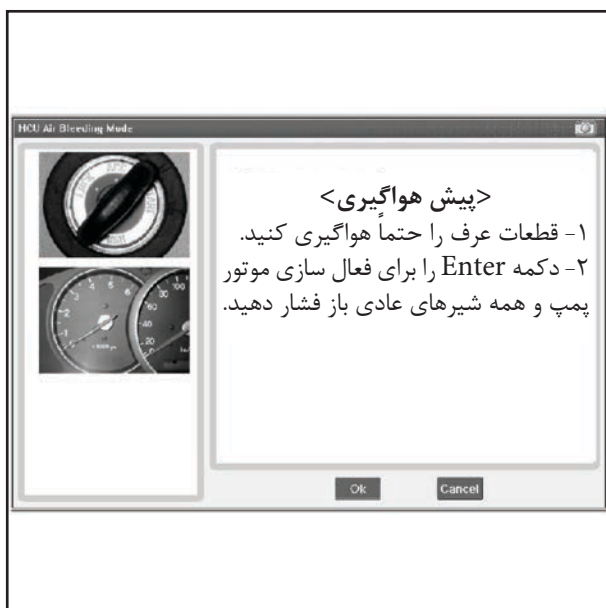 HCU Air Bleeding Mode
<پیش هواگیری>
۱- قطعات عرف را حتماً هواگیری کنید.
۲- دکمه Enter را برای فعال سازی موتور
پمپ و همه شیرهای عادی باز فشار دهید.
Ok
Cancel